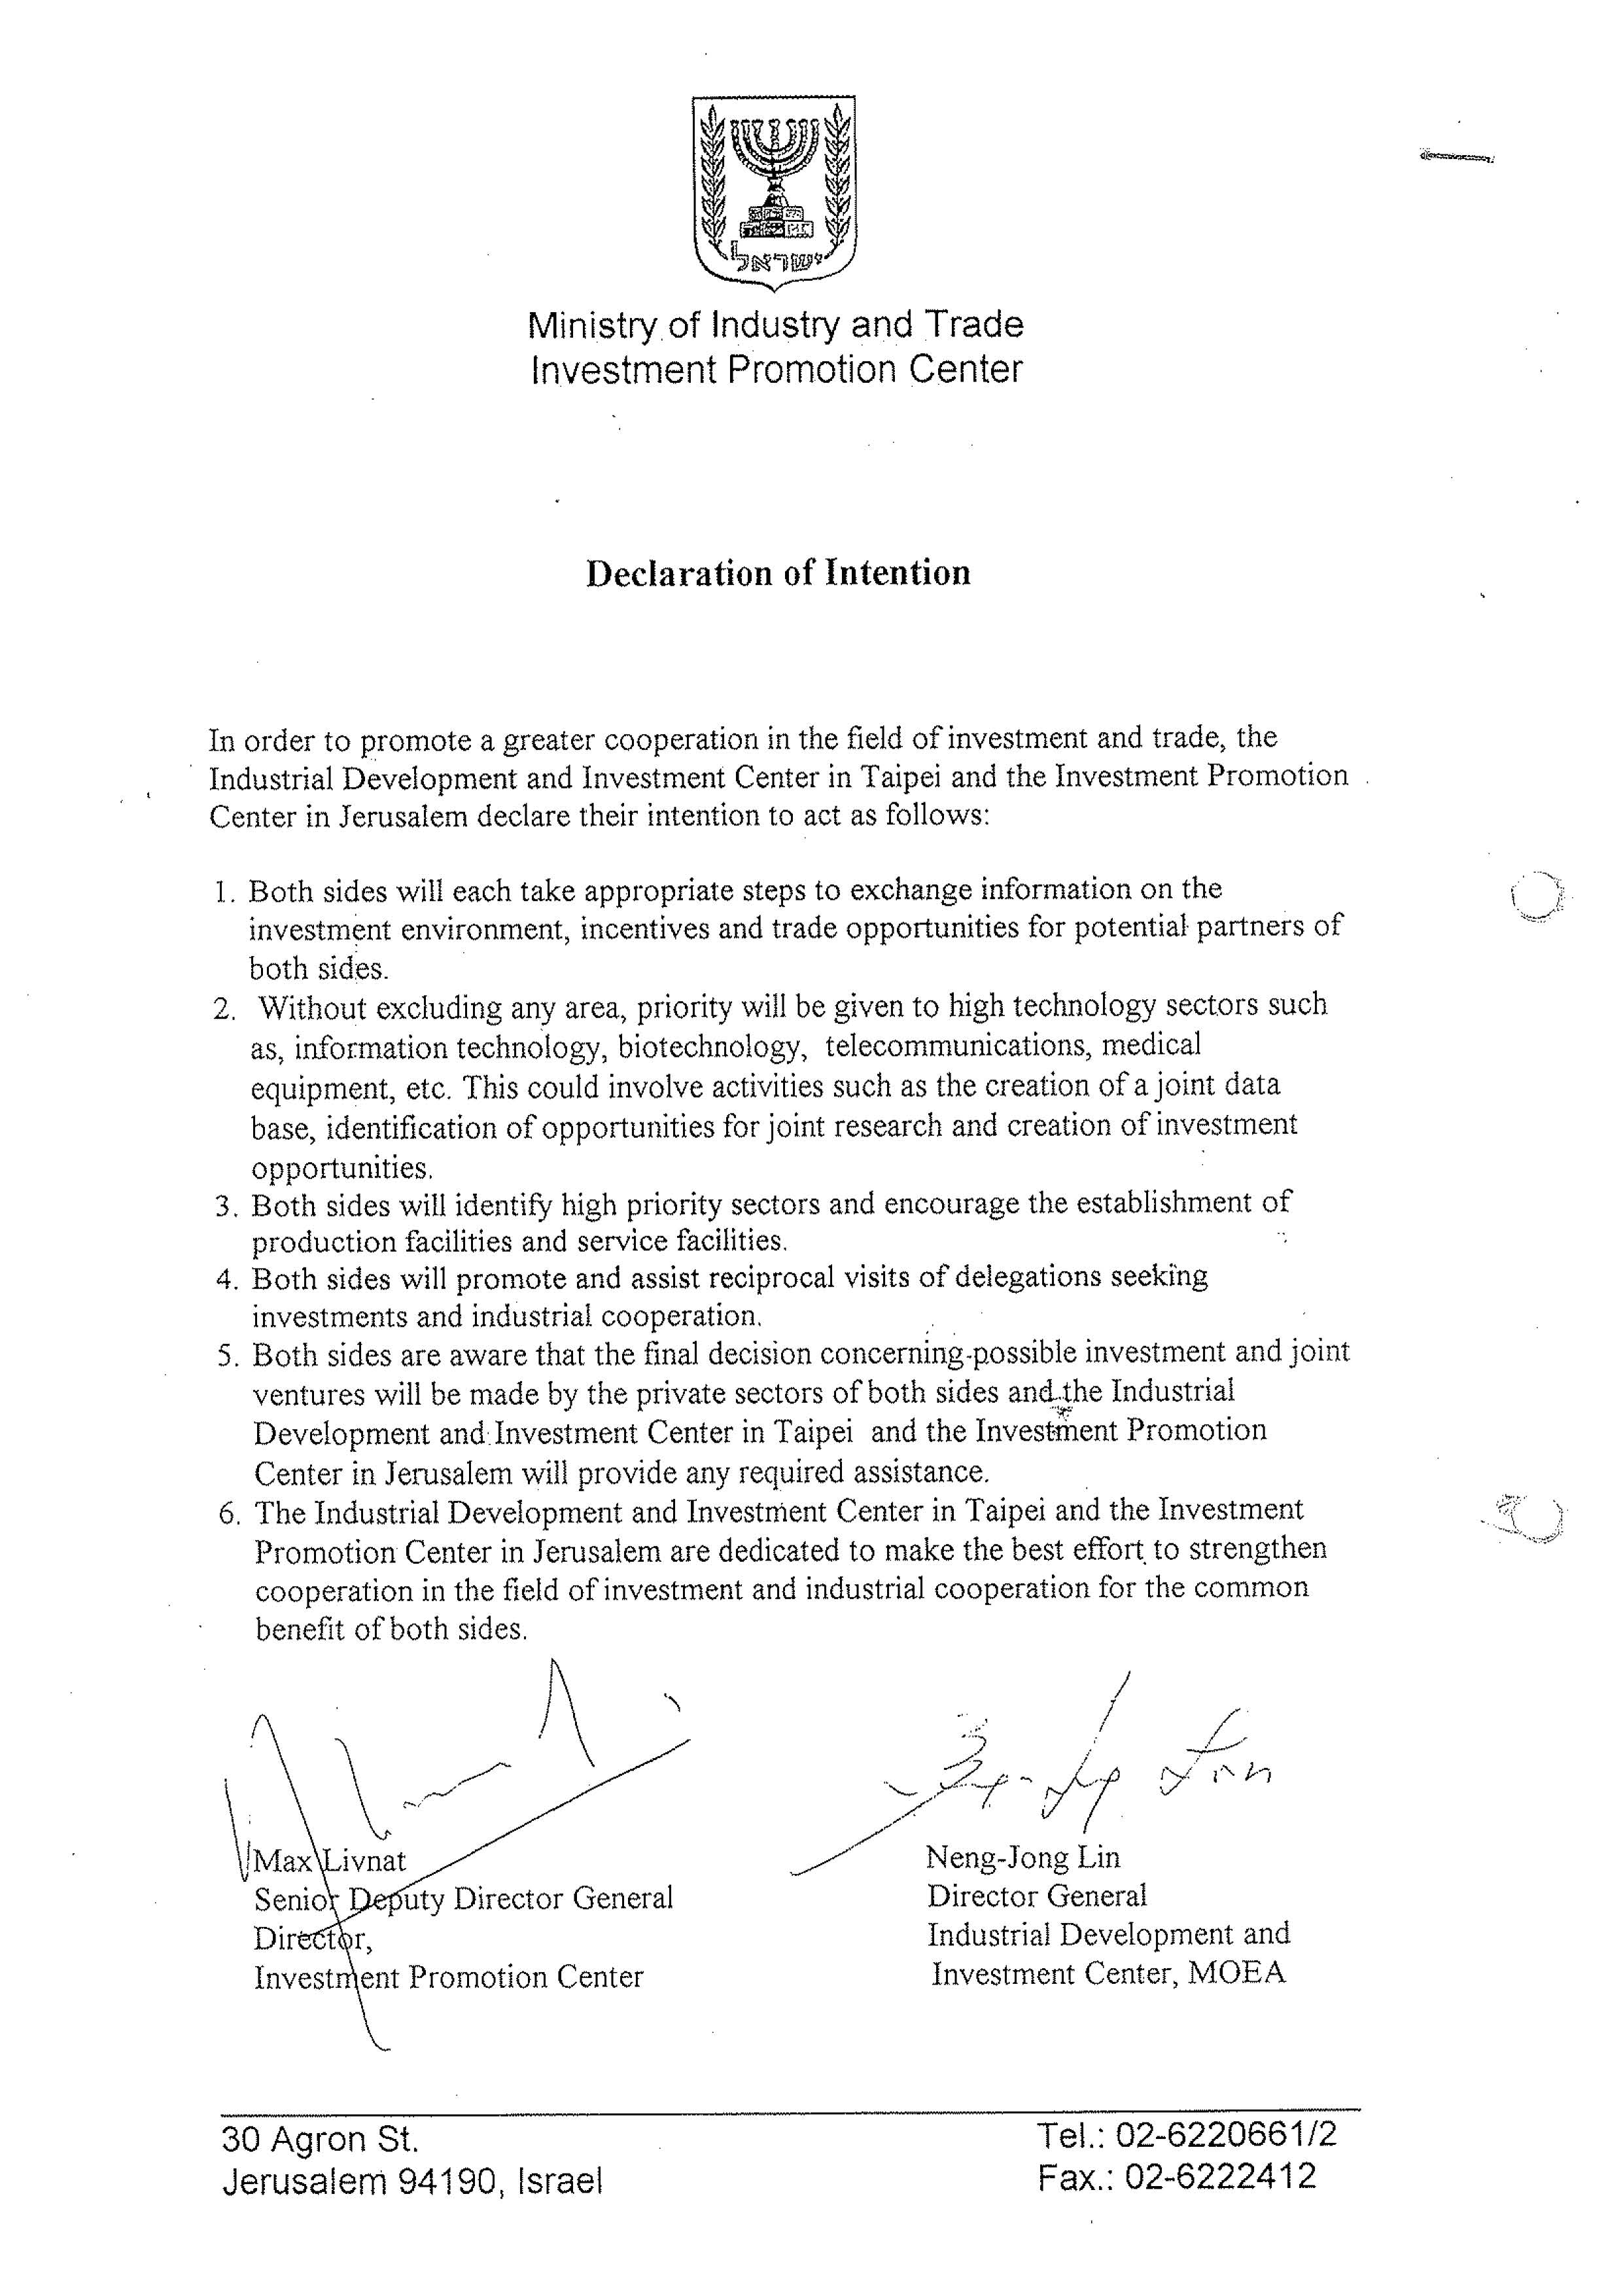 ישראל
Ministry of Industry and Trade
Investment Promotion Center
Declaration of Intention
In order to promote a greater cooperation in the field of investment and trade, the
Industrial Development and Investment Center in Taipei and the Investment Promotion
Center in Jerusalem declare their intention to act as follows:
1. Both sides will each take appropriate steps to exchange information on the
investment environment, incentives and trade opportunities for potential partners of
both sides.
2. Without excluding any area, priority will be given to high technology sectors such
as, information technology, biotechnology, telecommunications, medical
equipment, etc. This could involve activities such as the creation of a joint data
base, identification of opportunities for joint research and creation of investment
opportunities.
3. Both sides will identify high priority sectors and encourage the establishment of
production facilities and service facilities.
4. Both sides will promote and assist reciprocal visits of delegations seeking
investments and industrial cooperation.
5. Both sides are aware that the final decision concerning possible investment and joint
ventures will be made by the private sectors of both sides and the Industrial
Development and Investment Center in Taipei and the Investment Promotion
Center in Jerusalem will provide any required assistance.
6. The Industrial Development and Investment Center in Taipei and the Investment
Promotion Center in Jerusalem are dedicated to make the best effort to strengthen
cooperation in the field of investment and industrial cooperation for the common
benefit of both sides.
Max Livnat
Senior Deputy Director General
Director,
Investment Promotion Center
Neng-Jong Lin
Director General
Industrial Development and
Investment Center, MOEA
30 Agron St.
Jerusalem 94190, Israel
Tel.: 02-6220661/2
Fax.: 02-6222412